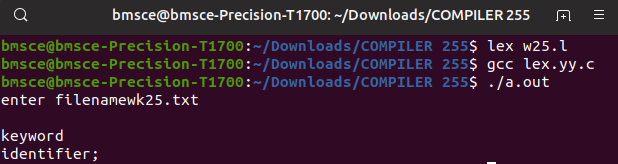 bmsce@bmsce-Precision-T1700: ~/Downloads/COMPILER 255
bmsce@bmsce-Precision-T1700:~/Downloads/COMPILER 255$ lex w25.l
bmsce@bmsce-Precision-T1700:~/Downloads/COMPILER 255$ gcc lex.yy.c
bmsce@bmsce-Precision-T1700:~/Downloads/COMPILER 255$ ./a.out
enter filenamewk25.txt
keyword
identifier;